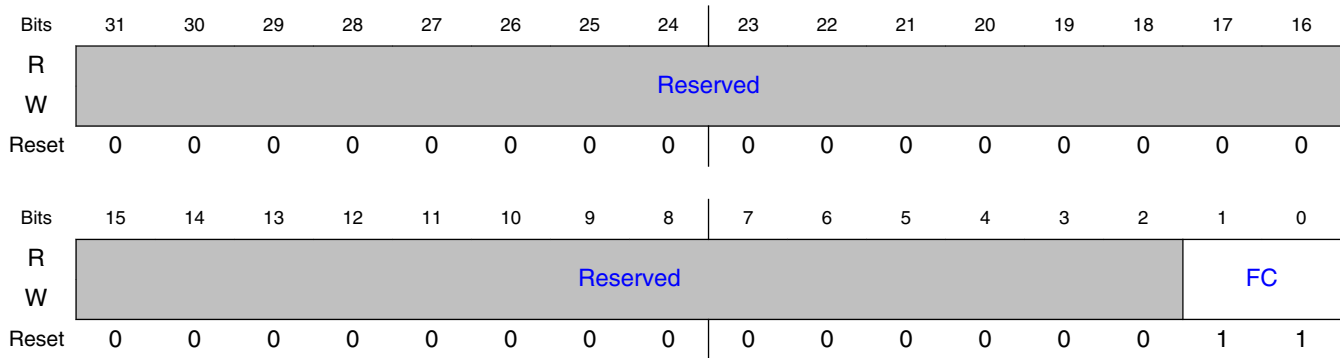 Bits 31 30 29 28 27 26 25 24 23 22 21 20 19 18 17 16
R
Reserved
W
Reset 0 0 0 0 0 0 0 0 0 0 0 0 0 0 0 0
Bits 15 14 13 12 11 10 9 8 7 6 5 4 3 2 1 0
R
Reserved FC
W
Reset 0 0 0 0 0 0 0 0 0 0 0 0 0 0 1 1